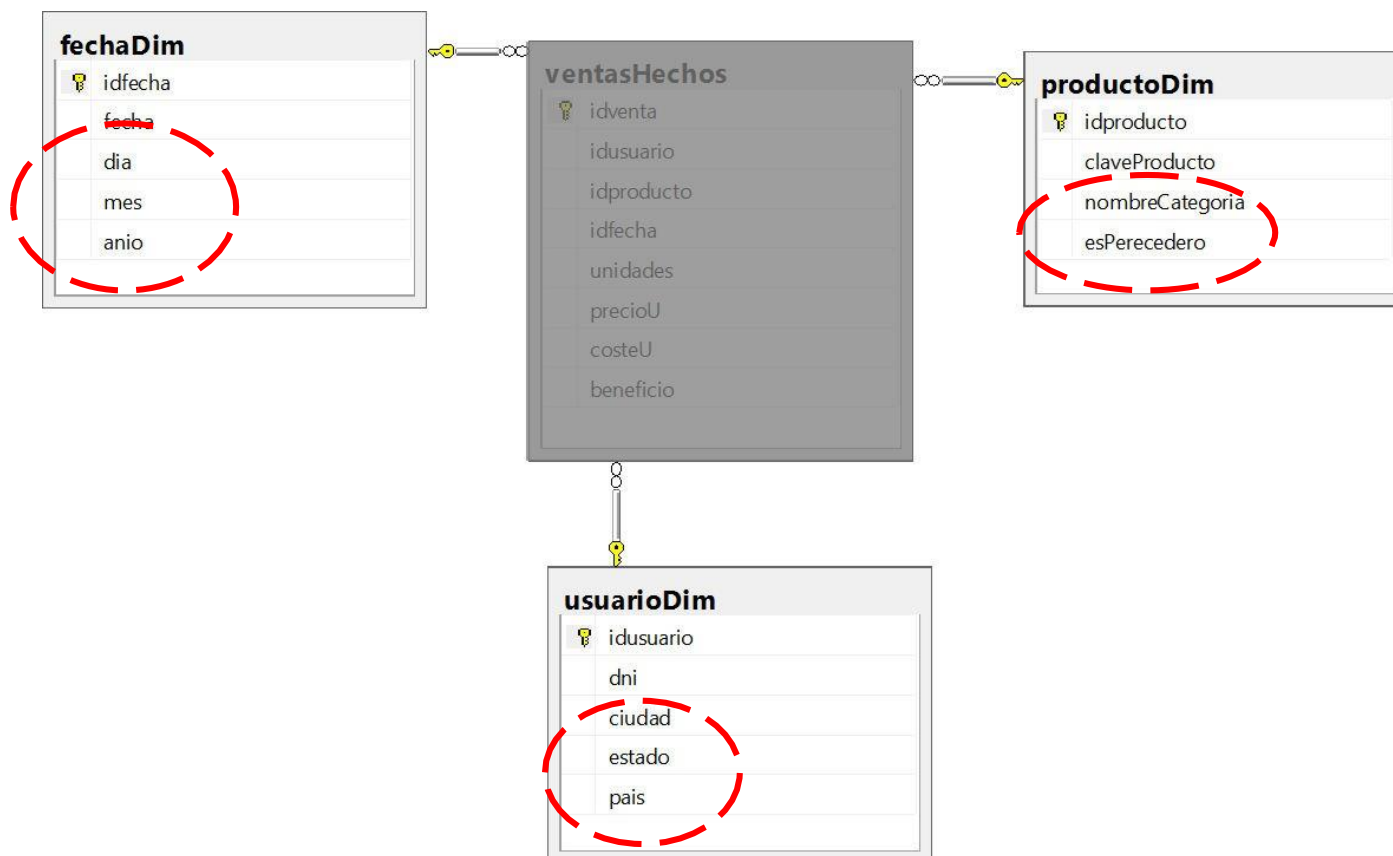 fechaDim
idfecha
fecha
dia
mes
anio
ventasHechos
idventa
idusuario
idproducto
idfecha
unidades
precioU
costeU
beneficio
productoDim
idproducto
claveProducto
nombreCategoria
esPerecedero
usuarioDim
idusuario
dni
ciudad
estado
pais